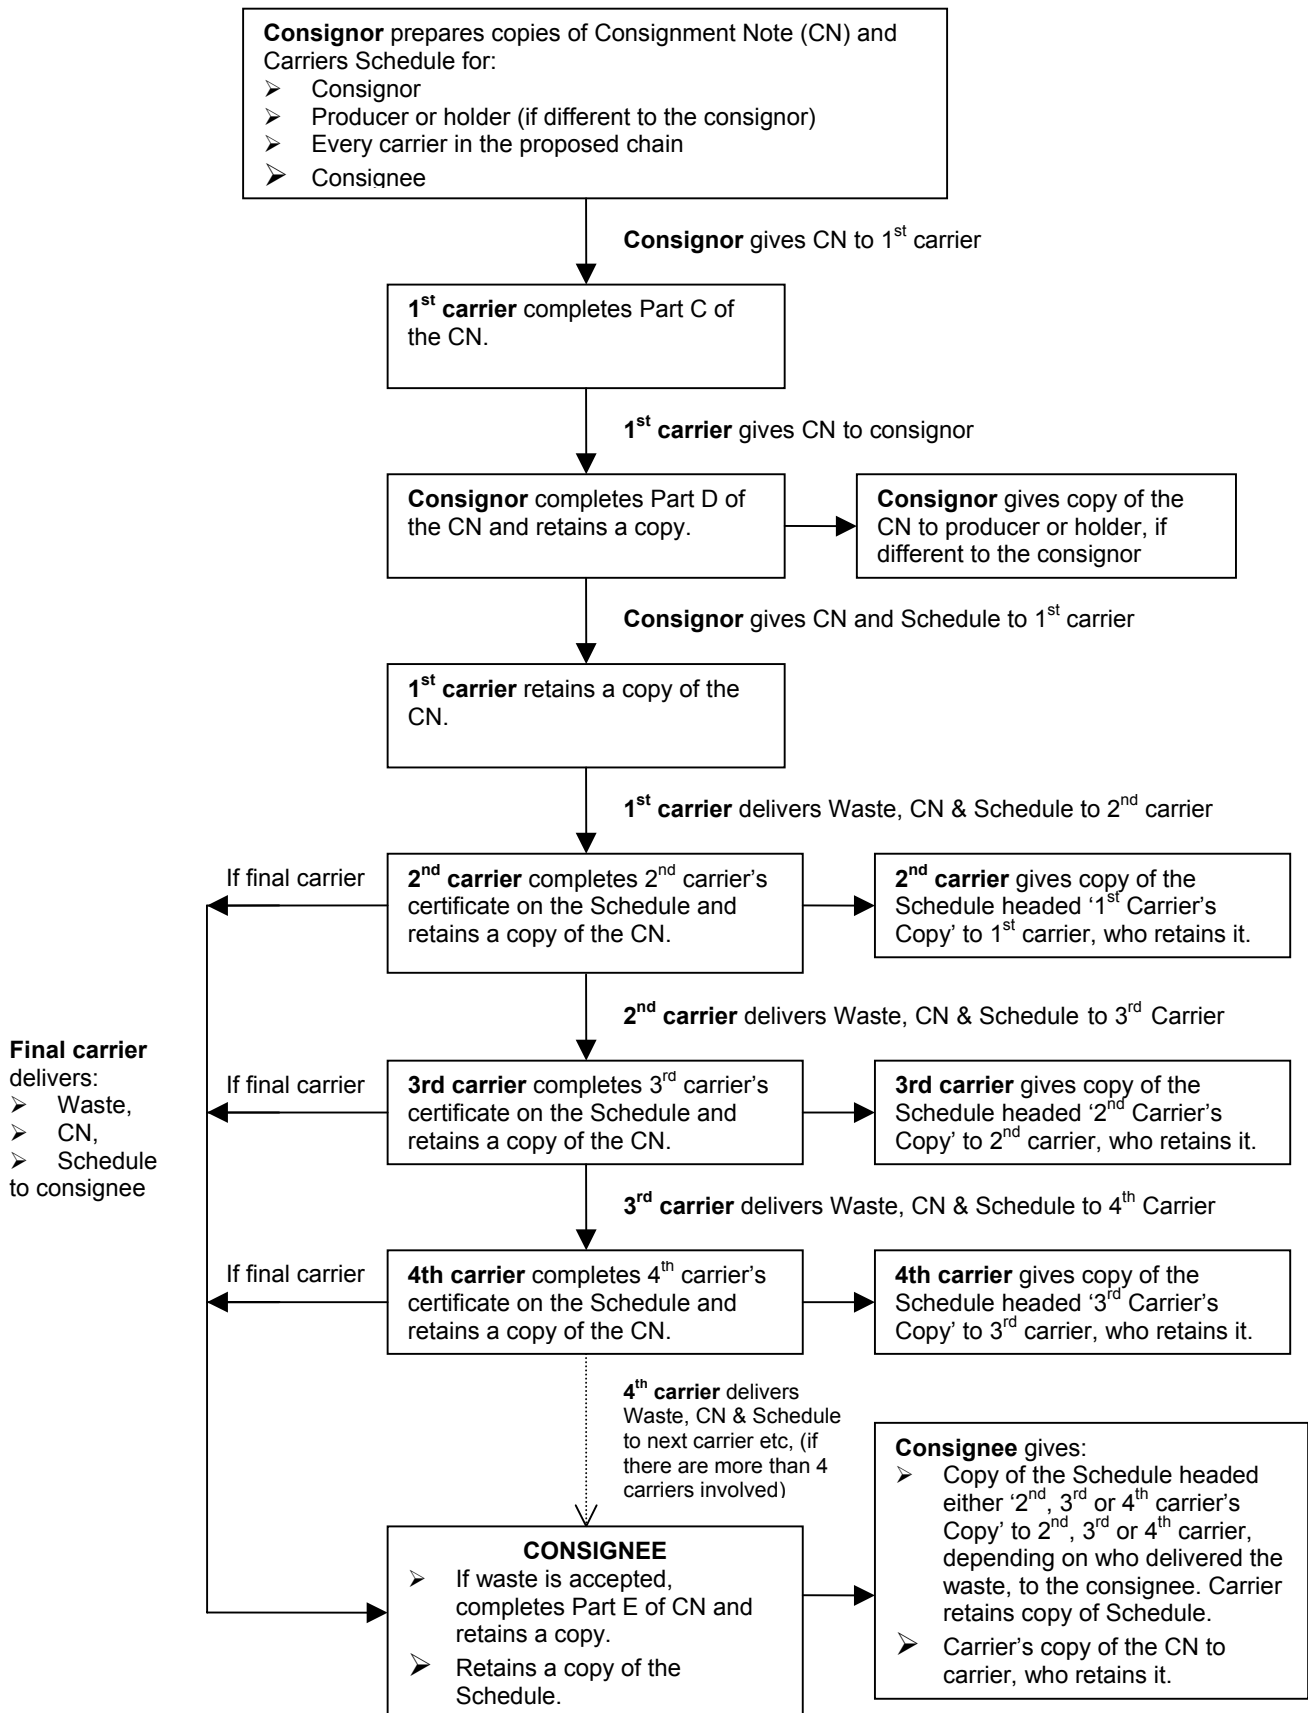 Consignor prepares copies of Consignment Note (CN) and
Carriers Schedule for:
➢ Consignor
➢ Producer or holder (if different to the consignor)
➢ Every carrier in the proposed chain
➢ Consignee
Consignor gives CN to 1st carrier
1st carrier completes Part C of
the CN.
1st carrier gives CN to consignor
Consignor completes Part D of
the CN and retains a copy.
Consignor gives copy of the
CN to producer or holder, if
different to the consignor
Consignor gives CN and Schedule to 1st carrier
1st carrier retains a copy of the
CN.
1st carrier delivers Waste, CN & Schedule to 2nd carrier
If final carrier
2nd carrier completes 2nd carrier’s
certificate on the Schedule and
retains a copy of the CN.
2nd carrier gives copy of the
Schedule headed ‘1st Carrier’s
Copy’ to 1st carrier, who retains it.
2nd carrier delivers Waste, CN & Schedule to 3rd Carrier
Final carrier
delivers:
➢ Waste,
➢ CN,
➢ Schedule
to consignee
If final carrier
3rd carrier completes 3rd carrier’s
certificate on the Schedule and
retains a copy of the CN.
3rd carrier gives copy of the
Schedule headed ‘2nd Carrier’s
Copy’ to 2nd carrier, who retains it.
3rd carrier delivers Waste, CN & Schedule to 4th Carrier
If final carrier
4th carrier completes 4th carrier’s
certificate on the Schedule and
retains a copy of the CN.
4th carrier gives copy of the
Schedule headed ‘3rd Carrier’s
Copy’ to 3rd carrier, who retains it.
4th carrier delivers
Waste, CN & Schedule
to next carrier etc, (if
there are more than 4
carriers involved)
CONSIGNEE
➢ If waste is accepted,
completes Part E of CN and
retains a copy.
➢ Retains a copy of the
Schedule.
Consignee gives:
➢ Copy of the Schedule headed
either ‘2nd, 3rd or 4th carrier’s
Copy’ to 2nd, 3rd or 4th carrier,
depending on who delivered the
waste, to the consignee. Carrier
retains copy of Schedule.
➢ Carrier’s copy of the CN to
carrier, who retains it.